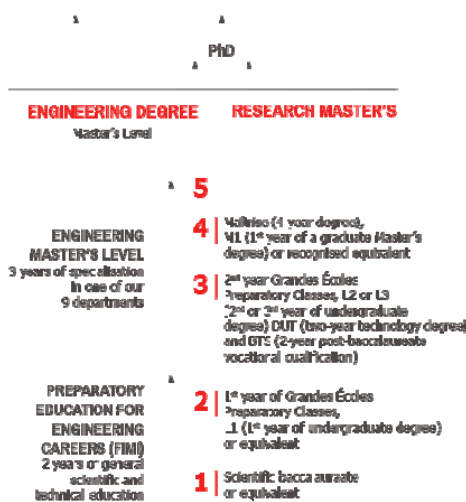 PhD
ENGINEERING DEGREE
RESEARCH MASTER'S
Master's Level
5
4
Maîtrise (4 year degree),
M1 (1st year of a graduate Master's
degree) or recognised equivalent
ENGINEERING
MASTER'S LEVEL
3 years of specialisation
in one of our
9 departments
3
2nd year Grandes Écoles
Preparatory Classes, L2 or L3
(2nd or 3rd year of undergraduate
degree) DUT (two-year technology degree)
and BTS (2-year post-baccalaureate
vocational qualification)
PREPARATORY
EDUCATION FOR
ENGINEERING
CAREERS (FIMI)
2 years of general
scientific and
technical education
2
1st year of Grandes Écoles
Preparatory Classes,
L1 (1st year of undergraduate degree)
or equivalent
1
Scientific baccalaureate
or equivalent